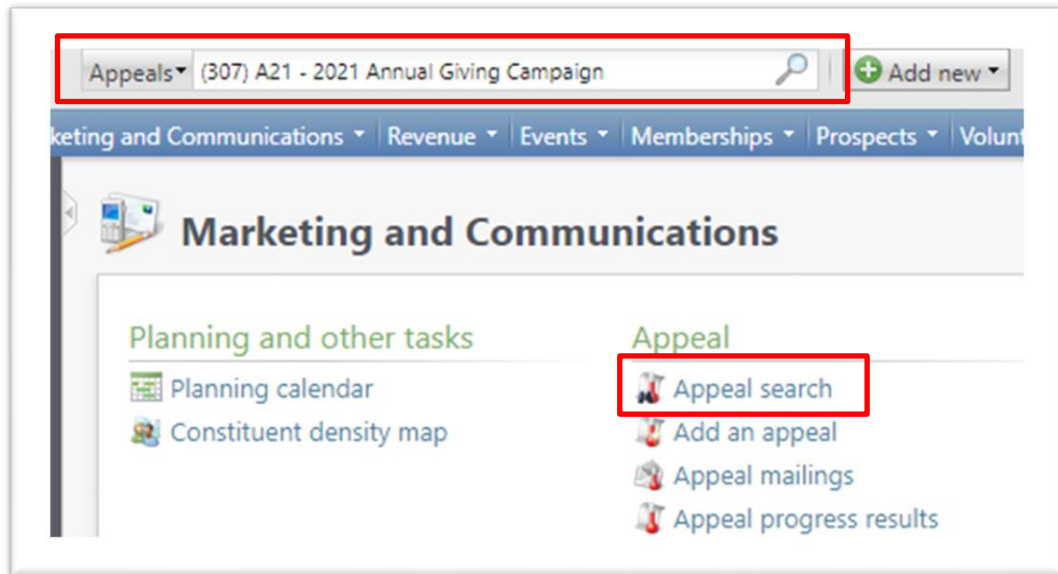 Appeals (307) A21 - 2021 Annual Giving Campaign Add new
keting and Communications Revenue Events Memberships Prospects Volunt
Marketing and Communications
Planning and other tasks
Planning calendar
Constituent density map
Appeal
Appeal search
Add an appeal
Appeal mailings
Appeal progress results